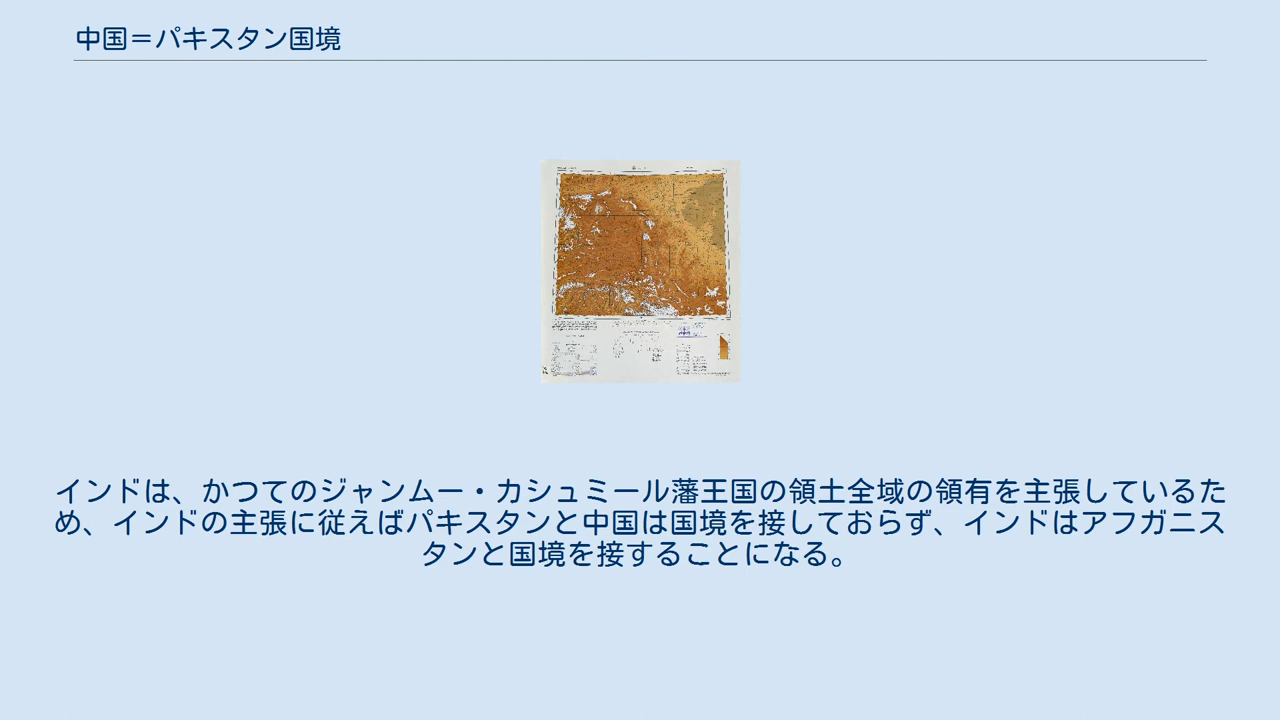 中国＝パキスタン国境
インドは、かつてのジャンムー・カシュミール藩王国の領土全域の領有を主張しているた
め、インドの主張に従えばパキスタンと中国は国境を接しておらず、インドはアフガニス
タンと国境を接することになる。